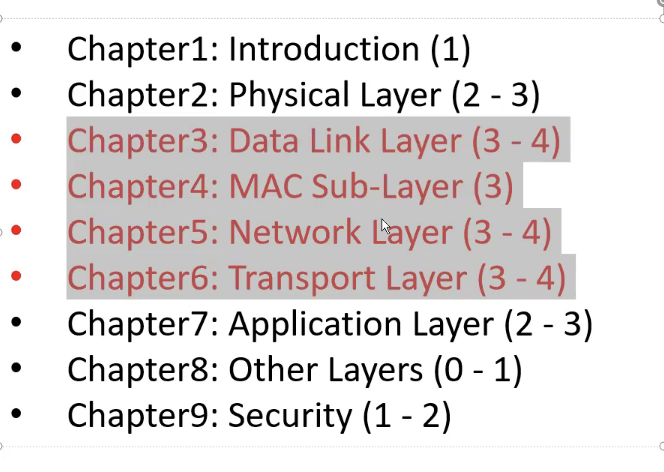 • Chapter1: Introduction (1)
• Chapter2: Physical Layer (2 - 3)
• Chapter3: Data Link Layer (3 - 4)
• Chapter4: MAC Sub-Layer (3)
• Chapter5: Network Layer (3 - 4)
• Chapter6: Transport Layer (3 - 4)
• Chapter7: Application Layer (2 - 3)
• Chapter8: Other Layers (0 - 1)
• Chapter9: Security (1 - 2)